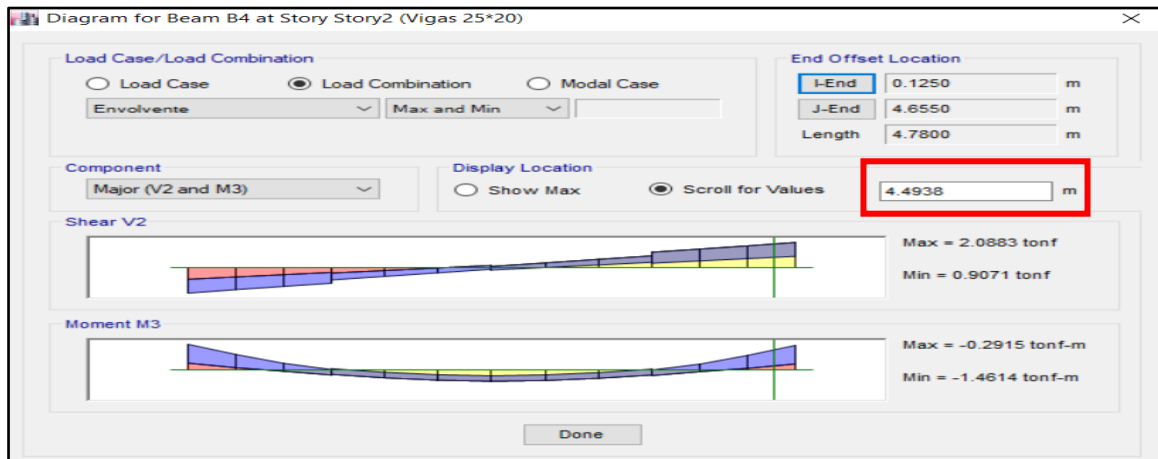 Diagram for Beam B4 at Story Story2 (Vigas 25*20)
Load Case/Load Combination
Load Case Load Combination Modal Case
Envolvente Max and Min
End Offset Location
I-End 0.1250 m
J-End 4.6550 m
Length 4.7800 m
Component
Major (V2 and M3)
Display Location
Show Max Scroll for Values 4.4938 m
Shear V2
Max = 2.0883 tonf
Min = 0.9071 tonf
Moment M3
Max = -0.2915 tonf-m
Min = -1.4614 tonf-m
Done